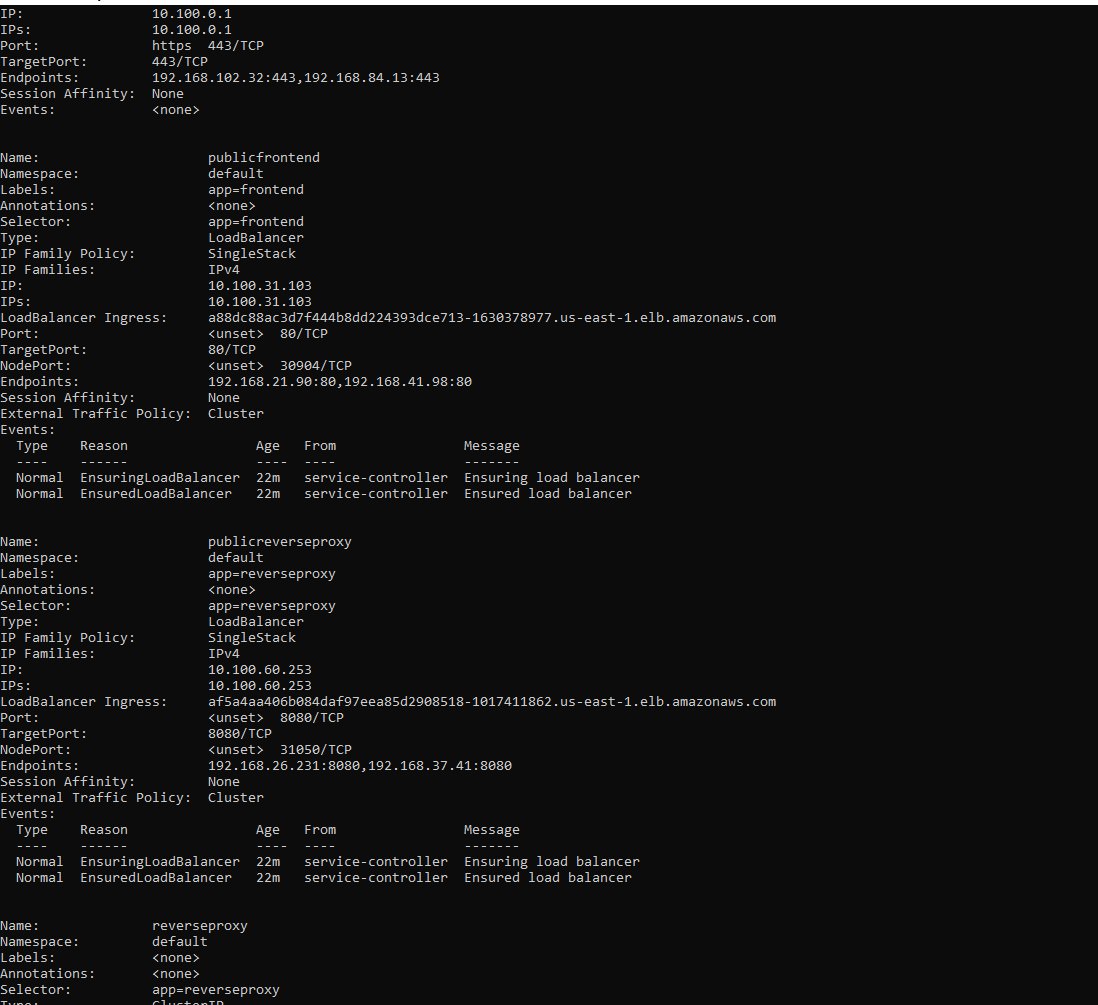 IP:                10.100.0.1
IPs:               10.100.0.1
Port:              https  443/TCP
TargetPort:        443/TCP
Endpoints:         192.168.102.32:443,192.168.84.13:443
Session Affinity:  None
Events:            <none>
Name:                     publicfrontend
Namespace:                default
Labels:                   app=frontend
Annotations:              <none>
Selector:                 app=frontend
Type:                     LoadBalancer
IP Family Policy:         SingleStack
IP Families:              IPv4
IP:                       10.100.31.103
IPs:                      10.100.31.103
LoadBalancer Ingress:     a88dc88ac3d7f444b8dd224393dce713-1630378977.us-east-1.elb.amazonaws.com
Port:                     <unset>  80/TCP
TargetPort:               80/TCP
NodePort:                 <unset>  30904/TCP
Endpoints:                192.168.21.90:80,192.168.41.98:80
Session Affinity:         None
External Traffic Policy:  Cluster
Events:
  Type    Reason                Age   From                Message
  ----    ------                ----  ----                -------
  Normal  EnsuringLoadBalancer  22m   service-controller  Ensuring load balancer
  Normal  EnsuredLoadBalancer   22m   service-controller  Ensured load balancer
Name:                     publicreverseproxy
Namespace:                default
Labels:                   app=reverseproxy
Annotations:              <none>
Selector:                 app=reverseproxy
Type:                     LoadBalancer
IP Family Policy:         SingleStack
IP Families:              IPv4
IP:                       10.100.60.253
IPs:                      10.100.60.253
LoadBalancer Ingress:     af5a4aa406b084daf97eea85d2908518-1017411862.us-east-1.elb.amazonaws.com
Port:                     <unset>  8080/TCP
TargetPort:               8080/TCP
NodePort:                 <unset>  31050/TCP
Endpoints:                192.168.26.231:8080,192.168.37.41:8080
Session Affinity:         None
External Traffic Policy:  Cluster
Events:
  Type    Reason                Age   From                Message
  ----    ------                ----  ----                -------
  Normal  EnsuringLoadBalancer  22m   service-controller  Ensuring load balancer
  Normal  EnsuredLoadBalancer   22m   service-controller  Ensured load balancer
Name:              reverseproxy
Namespace:         default
Labels:            <none>
Annotations:       <none>
Selector:          app=reverseproxy
Type:              ClusterIP